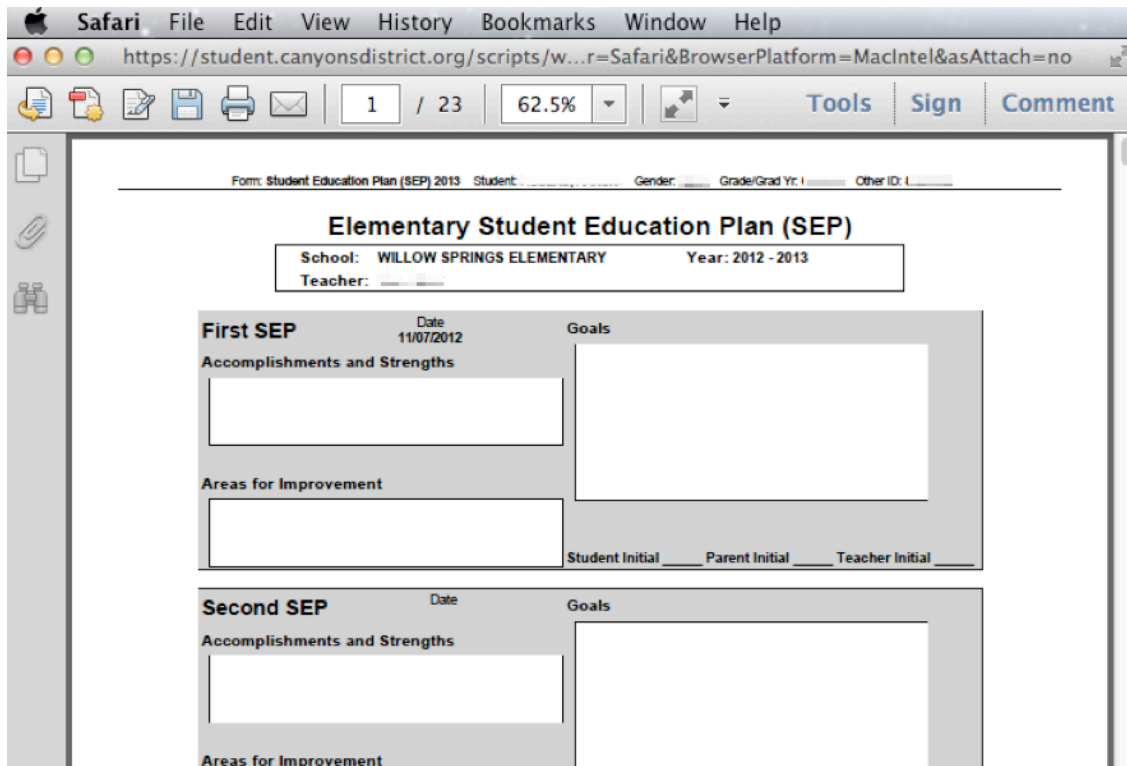 Safari File Edit View History Bookmarks Window Help
https://student.canyonsdistrict.org/scripts/w...r=Safari&BrowserPlatform=MacIntel&asAttach=no
1 / 23 62.5% Tools Sign Comment
Form: Student Education Plan (SEP) 2013 Student: Gender: Grade/Grad Yr: Other ID:
Elementary Student Education Plan (SEP)
School: WILLOW SPRINGS ELEMENTARY Year: 2012 - 2013
Teacher:
First SEP Date Goals
11/07/2012
Accomplishments and Strengths
Areas for Improvement
Student Initial _____ Parent Initial _____ Teacher Initial _____
Second SEP Date Goals
Accomplishments and Strengths
Areas for Improvement